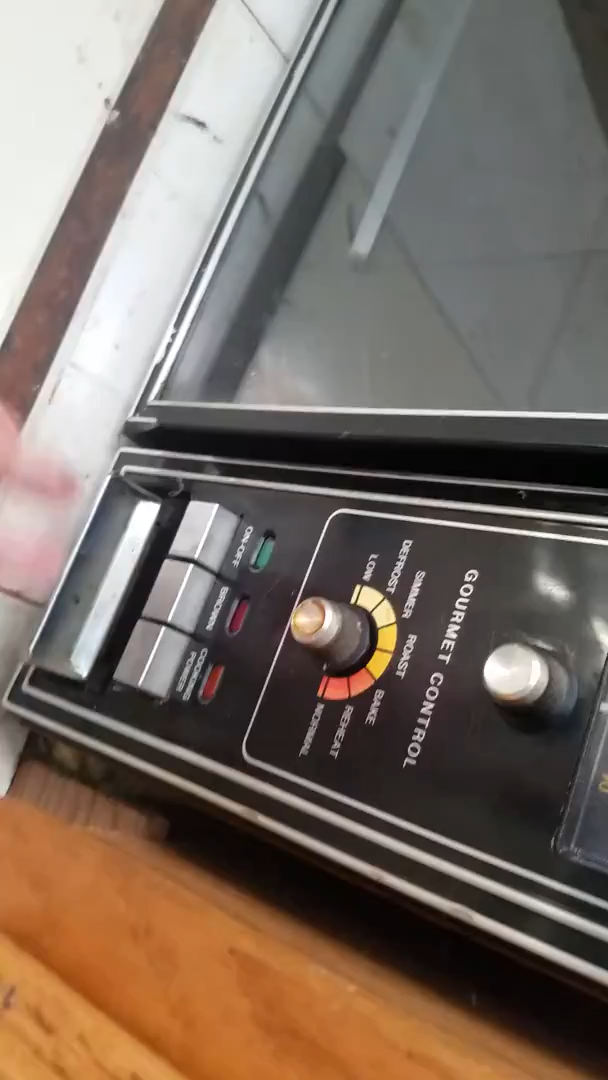 GOURMET CONTROL
LOW
DEFROST
SIMMER
ROAST
BAKE
REHEAT
NORMAL
ON-OFF
BROWN
COOKING
POWER